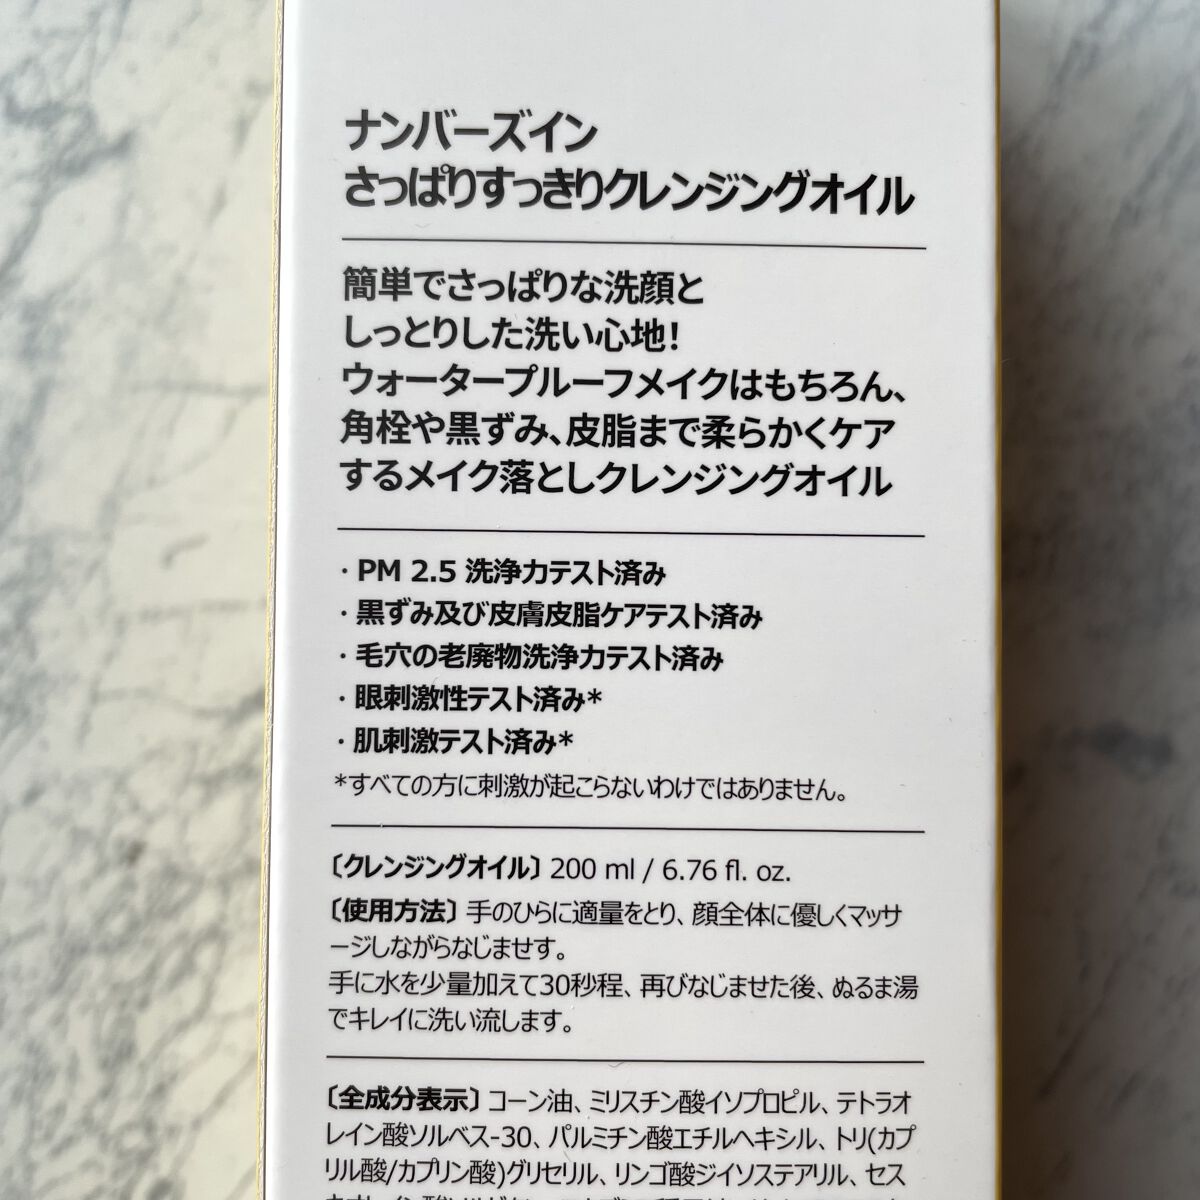 ナンバーズイン
さっぱりすっきりクレンジングオイル
簡単でさっぱりな洗顔と
しっとりした洗い心地!
ウォータープルーフメイクはもちろん、
角栓や黒ずみ、皮脂まで柔らかくケア
するメイク落としクレンジングオイル
・PM 2.5 洗浄力テスト済み
・黒ずみ及び皮膚皮脂ケアテスト済み
・毛穴の老廃物洗浄力テスト済み
・眼刺激性テスト済み*
・肌刺激テスト済み*
*すべての方に刺激が起こらないわけではありません。
〔クレンジングオイル〕200 ml / 6.76 fl. oz.
〔使用方法〕手のひらに適量をとり、顔全体に優しくマッサ
ージしながらなじませす。
手に水を少量加えて30秒程、再びなじませた後、ぬるま湯
でキレイに洗い流します。
〔全成分表示〕コーン油、ミリスチン酸イソプロピル、テトラオ
レイン酸ソルベス-30、パルミチン酸エチルヘキシル、トリ(カプ
リル酸/カプリン酸)グリセリル、リンゴ酸ジイソステアリル、セス